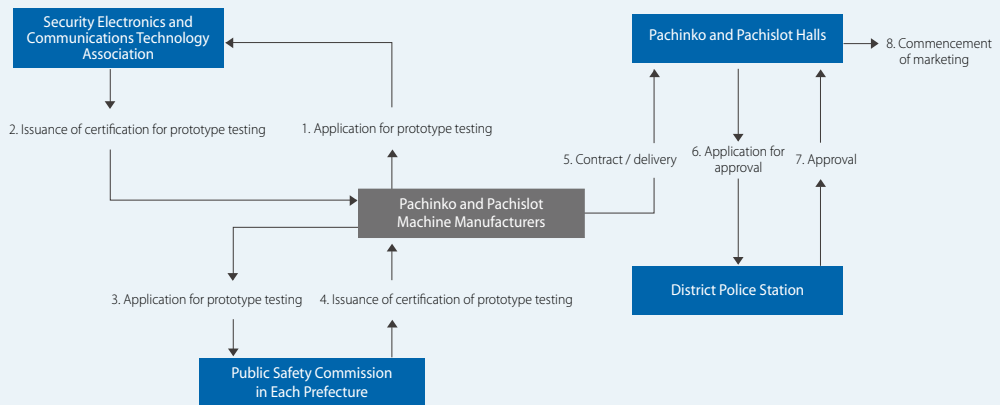 Security Electronics and
Communications Technology
Association
Pachinko and Pachislot Halls
8. Commencement
of marketing
2. Issuance of certification for prototype testing
1. Application for prototype testing
5. Contract / delivery
6. Application for
approval
7. Approval
Pachinko and Pachislot
Machine Manufacturers
District Police Station
3. Application for prototype testing
4. Issuance of certification of prototype testing
Public Safety Commission
in Each Prefecture